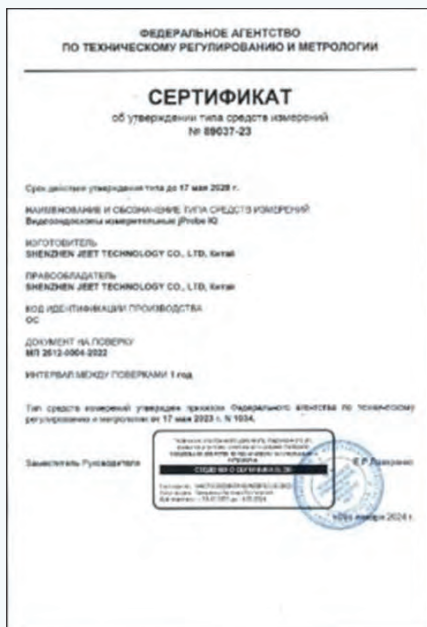 ФЕДЕРАЛЬНОЕ АГЕНТСТВО
ПО ТЕХНИЧЕСКОМУ РЕГУЛИРОВАНИЮ И МЕТРОЛОГИИ
СЕРТИФИКАТ
об утверждении типа средств измерений
№ 89037-23
Срок действия утверждения типа до 17 мая 2028 г.
НАИМЕНОВАНИЕ И ОБОЗНАЧЕНИЕ ТИПА СРЕДСТВ ИЗМЕРЕНИЙ
Видеоэндоскопы измерительные jProbe
ИЗГОТОВИТЕЛЬ
SHENZHEN JEET TECHNOLOGY CO., LTD, Китай
ПРАВООБЛАДАТЕЛЬ
SHENZHEN JEET TECHNOLOGY CO., LTD, Китай
КОД ИДЕНТИФИКАЦИИ ПРОИЗВОДСТВА
ОС
ДОКУМЕНТ НА ПОВЕРКУ
МП 2512-0004-2022
ИНТЕРВАЛ МЕЖДУ ПОВЕРКАМИ 1 год
Тип средств измерений утвержден приказом Федерального агентства по техническому
регулированию и метрологии от 17 мая 2023 г. N 1034.
Заместитель Руководителя
СВЕДЕНИЯ О СЕРТИФИКАТЕ ЭП
января 2024 г.